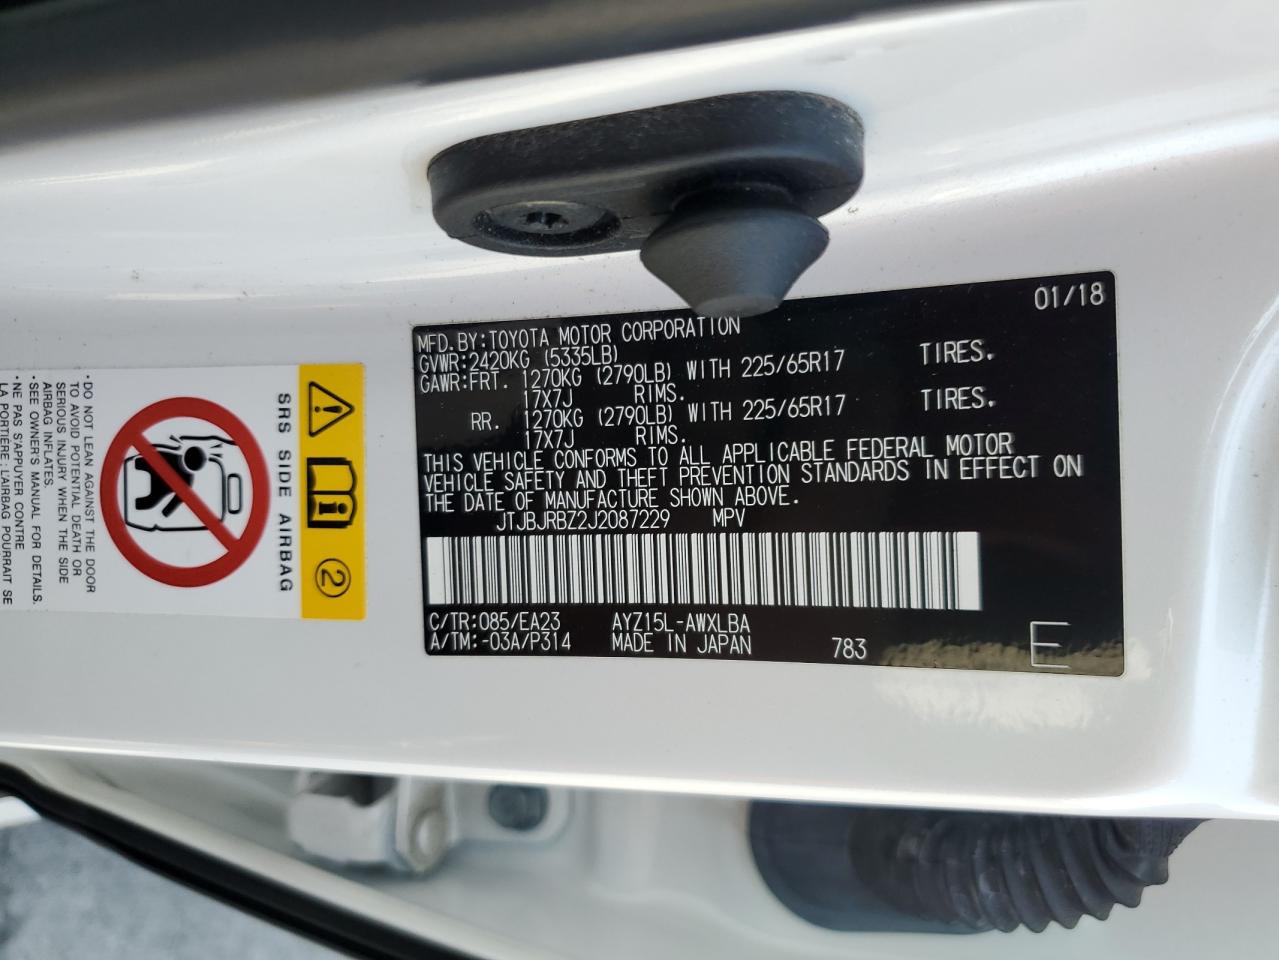 01/18
MFD.BY:TOYOTA MOTOR CORPORATION
GVWR:2420KG (5335LB)
GAWR:FRT. 1270KG (2790LB) WITH 225/65R17 TIRES.
17X7J RIMS.
RR. 1270KG (2790LB) WITH 225/65R17 TIRES.
17X7J RIMS.
THIS VEHICLE CONFORMS TO ALL APPLICABLE FEDERAL MOTOR
VEHICLE SAFETY AND THEFT PREVENTION STANDARDS IN EFFECT ON
THE DATE OF MANUFACTURE SHOWN ABOVE.
JTJBJRBZ2J2087229 MPV
C/TR:085/EA23 AYZ15L-AWXLBA
A/TM:-03A/P314 MADE IN JAPAN 783
E
2
SRS SIDE AIRBAG
•DO NOT LEAN AGAINST THE DOOR
TO AVOID POTENTIAL DEATH OR
SERIOUS INJURY WHEN THE SIDE
AIRBAG INFLATES.
•SEE OWNER'S MANUAL FOR DETAILS.
•NE PAS S'APPUYER CONTRE
LA PORTIÈRE : L'AIRBAG POURRAIT SE